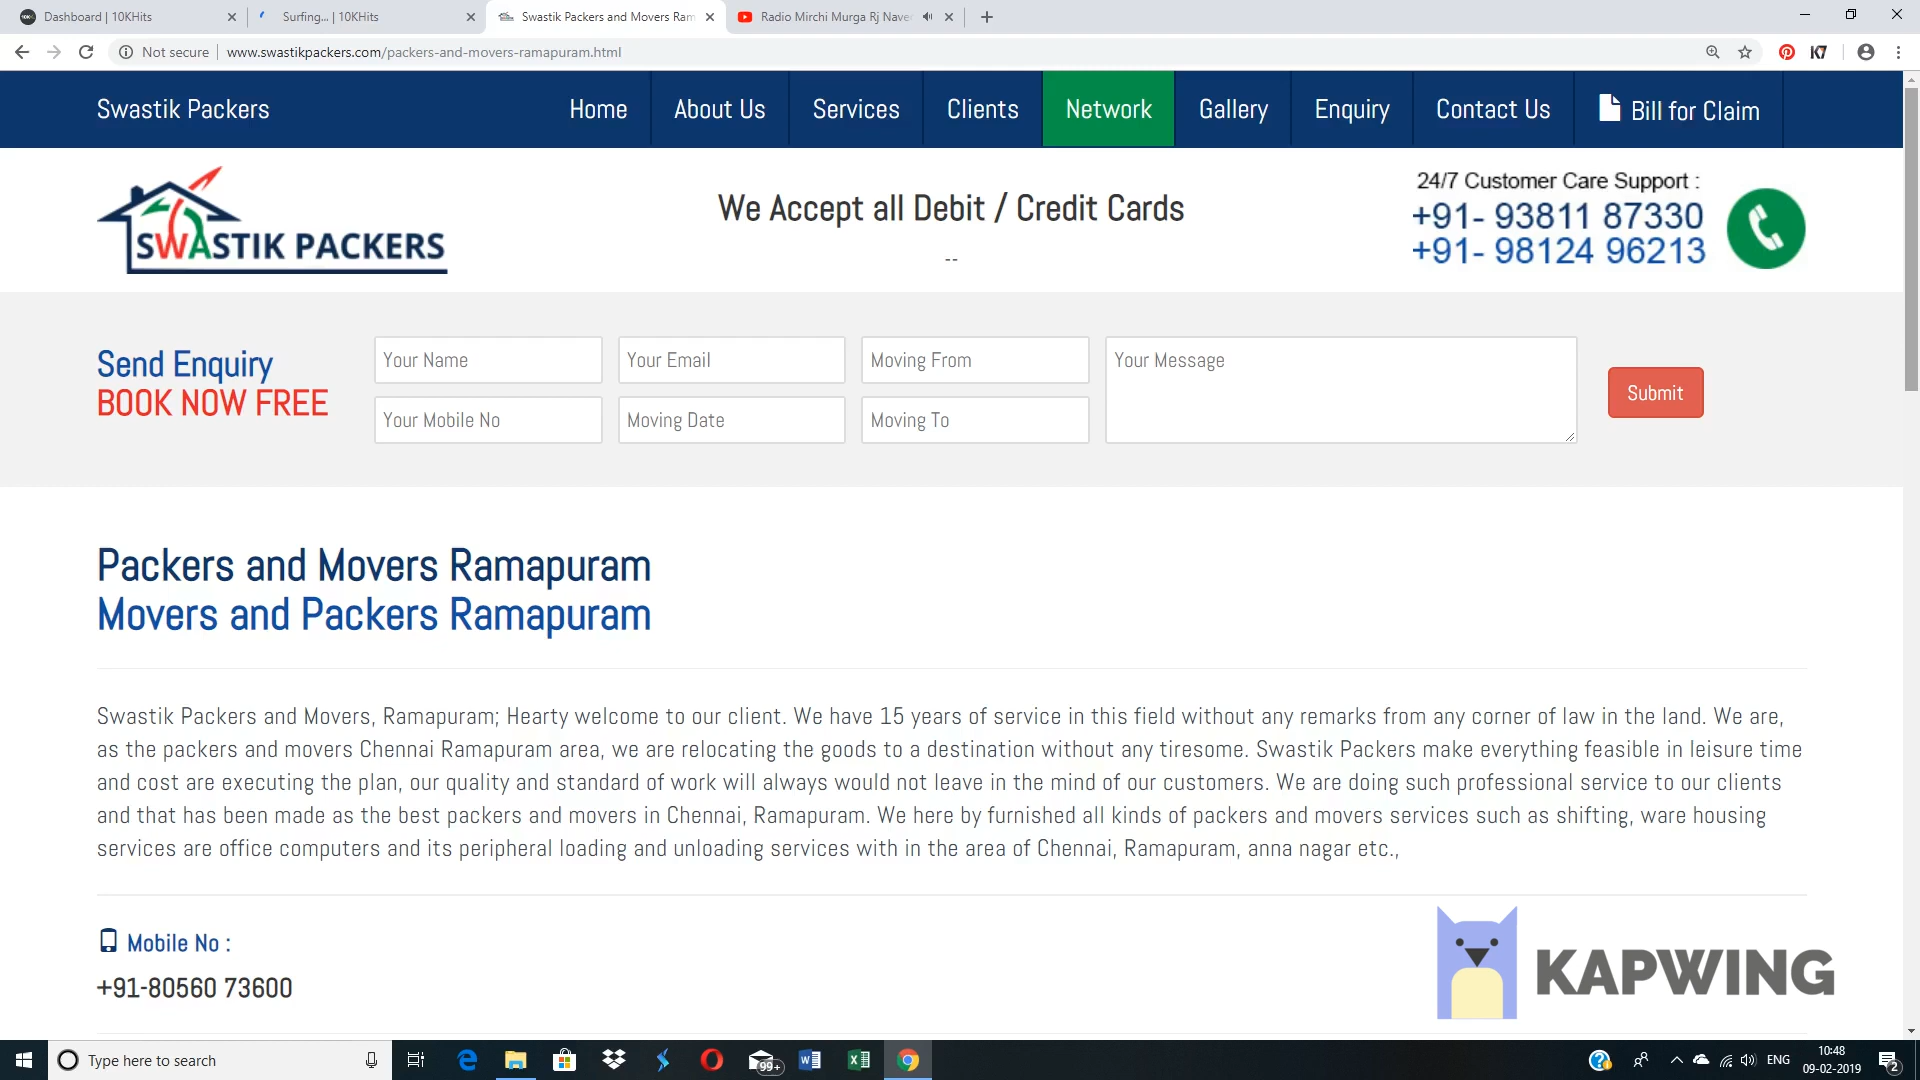 Dashboard | 10KHits
Surfing... | 10KHits
Swastik Packers and Movers Ram
Radio Mirchi Murga Rj Nave
Not secure
www.swastikpackers.com/packers-and-movers-ramapuram.html
Swastik Packers
Home
About Us
Services
Clients
Network
Gallery
Enquiry
Contact Us
Bill for Claim
SWASTIK PACKERS
We Accept all Debit / Credit Cards
--
24/7 Customer Care Support :
+91- 93811 87330
+91- 98124 96213
Send Enquiry
BOOK NOW FREE
Your Name
Your Email
Moving From
Your Message
Your Mobile No
Moving Date
Moving To
Submit
Packers and Movers Ramapuram
Movers and Packers Ramapuram
Swastik Packers and Movers, Ramapuram; Hearty welcome to our client. We have 15 years of service in this field without any remarks from any corner of law in the land. We are,
as the packers and movers Chennai Ramapuram area, we are relocating the goods to a destination without any tiresome. Swastik Packers make everything feasible in leisure time
and cost are executing the plan, our quality and standard of work will always would not leave in the mind of our customers. We are doing such professional service to our clients
and that has been made as the best packers and movers in Chennai, Ramapuram. We here by furnished all kinds of packers and movers services such as shifting, ware housing
services are office computers and its peripheral loading and unloading services with in the area of Chennai, Ramapuram, anna nagar etc.,
Mobile No :
+91-80560 73600
KAPWING
Type here to search
99+
ENG
10:48
09-02-2019
2